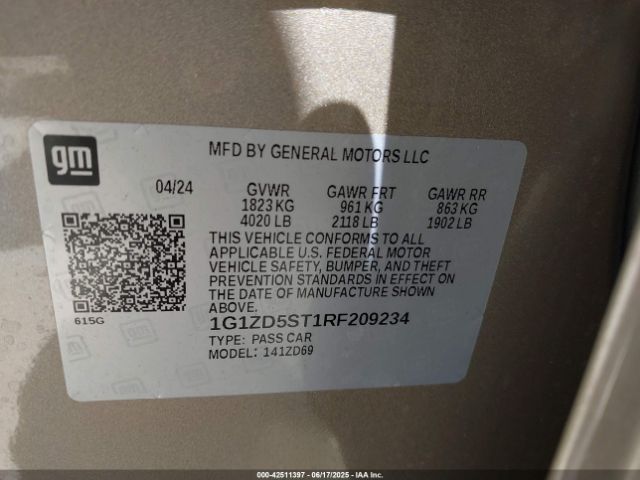 gm
MFD BY GENERAL MOTORS LLC
04/24 GVWR GAWR FRT GAWR RR
1823 KG 961 KG 863 KG
4020 LB 2118 LB 1902 LB
THIS VEHICLE CONFORMS TO ALL
APPLICABLE U.S. FEDERAL MOTOR
VEHICLE SAFETY, BUMPER, AND THEFT
PREVENTION STANDARDS IN EFFECT ON
THE DATE OF MANUFACTURE SHOWN
ABOVE.
615G
1G1ZD5ST1RF209234
TYPE: PASS CAR
MODEL: 141ZD69
000-42511397 - 06/17/2025 - IAA Inc.